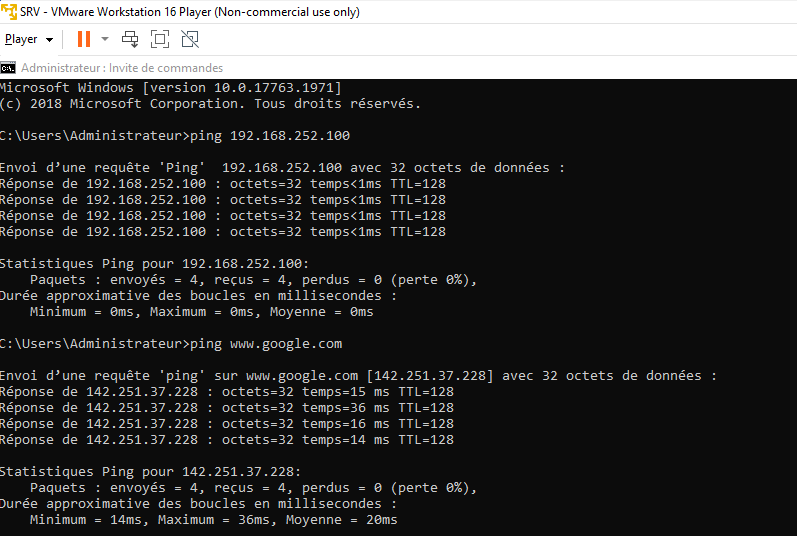 SRV - VMware Workstation 16 Player (Non-commercial use only)
Player
Administrateur : Invite de commandes
Microsoft Windows [version 10.0.17763.1971]
(c) 2018 Microsoft Corporation. Tous droits réservés.
C:\Users\Administrateur>ping 192.168.252.100
Envoi d’une requête 'Ping'  192.168.252.100 avec 32 octets de données :
Réponse de 192.168.252.100 : octets=32 temps<1ms TTL=128
Réponse de 192.168.252.100 : octets=32 temps<1ms TTL=128
Réponse de 192.168.252.100 : octets=32 temps<1ms TTL=128
Réponse de 192.168.252.100 : octets=32 temps<1ms TTL=128
Statistiques Ping pour 192.168.252.100:
Paquets : envoyés = 4, reçus = 4, perdus = 0 (perte 0%),
Durée approximative des boucles en millisecondes :
Minimum = 0ms, Maximum = 0ms, Moyenne = 0ms
C:\Users\Administrateur>ping www.google.com
Envoi d’une requête 'ping' sur www.google.com [142.251.37.228] avec 32 octets de données :
Réponse de 142.251.37.228 : octets=32 temps=15 ms TTL=128
Réponse de 142.251.37.228 : octets=32 temps=36 ms TTL=128
Réponse de 142.251.37.228 : octets=32 temps=16 ms TTL=128
Réponse de 142.251.37.228 : octets=32 temps=14 ms TTL=128
Statistiques Ping pour 142.251.37.228:
Paquets : envoyés = 4, reçus = 4, perdus = 0 (perte 0%),
Durée approximative des boucles en millisecondes :
Minimum = 14ms, Maximum = 36ms, Moyenne = 20ms